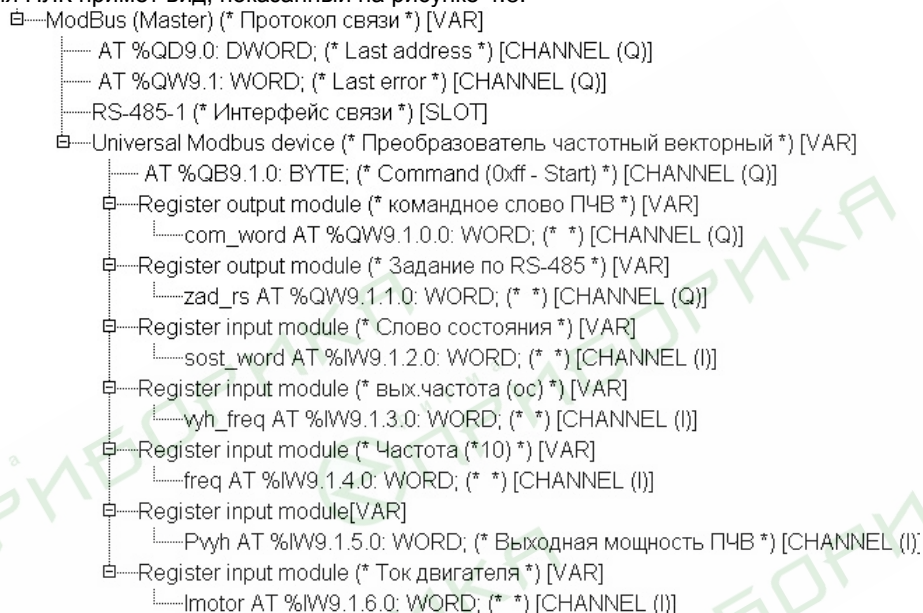 ModBus (Master) (* Протокол связи *) [VAR]
AT %QD9.0: DWORD; (* Last address *) [CHANNEL (Q)]
AT %QW9.1: WORD; (* Last error *) [CHANNEL (Q)]
RS-485-1 (* Интерфейс связи *) [SLOT]
Universal Modbus device (* Преобразователь частотный векторный *) [VAR]
AT %QB9.1.0: BYTE; (* Command (0xff - Start) *) [CHANNEL (Q)]
Register output module (* командное слово ПЧВ *) [VAR]
com_word AT %QW9.1.0.0: WORD; (* *) [CHANNEL (Q)]
Register output module (* Задание по RS-485 *) [VAR]
zad_rs AT %QW9.1.1.0: WORD; (* *) [CHANNEL (Q)]
Register input module (* Слово состояния *) [VAR]
sost_word AT %IW9.1.2.0: WORD; (* *) [CHANNEL (I)]
Register input module (* вых.частота (ос) *) [VAR]
vyh_freq AT %IW9.1.3.0: WORD; (* *) [CHANNEL (I)]
Register input module (* Частота (*10) *) [VAR]
freq AT %IW9.1.4.0: WORD; (* *) [CHANNEL (I)]
Register input module[VAR]
Pvyh AT %IW9.1.5.0: WORD; (* Выходная мощность ПЧВ *) [CHANNEL (I)]
Register input module (* Ток двигателя *) [VAR]
Imotor AT %IW9.1.6.0: WORD; (* *) [CHANNEL (I)]
ПРИБОРИКА